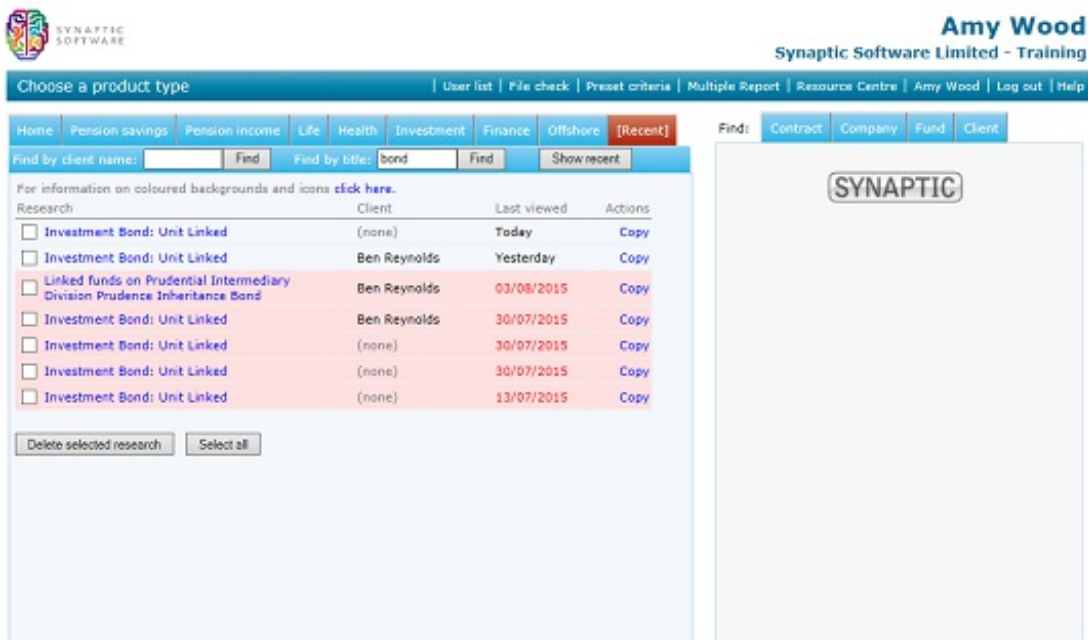 SYNAPTIC
SOFTWARE
Amy Wood
Synaptic Software Limited - Training
Choose a product type | User list | File check | Preset criteria | Multiple Report | Resource Centre | Amy Wood | Log out | Help
Home Pension savings Pension income Life Health Investment Finance Offshore [Recent] Find: Contract Company Fund Client
Find by client name: Find Find by title: bond Find Show recent
SYNAPTIC
For information on coloured backgrounds and icons click here.
Research Client Last viewed Actions
Investment Bond: Unit Linked (none) Today Copy
Investment Bond: Unit Linked Ben Reynolds Yesterday Copy
Linked funds on Prudential Intermediary
Division Prudence Inheritance Bond Ben Reynolds 03/08/2015 Copy
Investment Bond: Unit Linked Ben Reynolds 30/07/2015 Copy
Investment Bond: Unit Linked (none) 30/07/2015 Copy
Investment Bond: Unit Linked (none) 30/07/2015 Copy
Investment Bond: Unit Linked (none) 13/07/2015 Copy
Delete selected research Select all